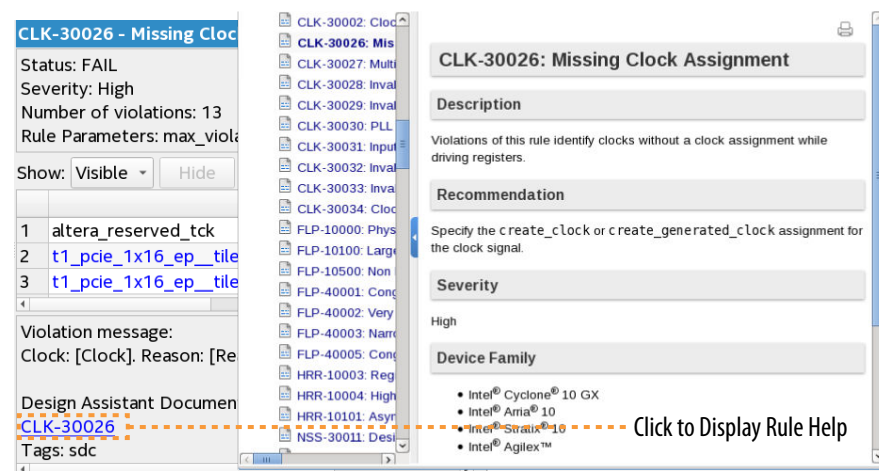 CLK-30026 - Missing Cloc
Status: FAIL
Severity: High
Number of violations: 13
Rule Parameters: max_viola
Show: Visible Hide
1 altera_reserved_tck
2 t1_pcie_1x16_ep__tile
3 t1_pcie_1x16_ep__tile
Violation message:
Clock: [Clock]. Reason: [Re
Design Assistant Documen
CLK-30026
Tags: sdc
CLK-30002: Cloc
CLK-30026: Mis
CLK-30027: Multi
CLK-30028: Inval
CLK-30029: Inval
CLK-30030: PLL
CLK-30031: Input
CLK-30032: Inval
CLK-30033: Inva
CLK-30034: Cloc
FLP-10000: Phys
FLP-10100: Large
FLP-10500: Non
FLP-40001: Cong
FLP-40002: Very
FLP-40003: Narro
FLP-40005: Cong
HRR-10003: Reg
HRR-10004: High
HRR-10101: Asyn
NSS-30011: Desi
CLK-30026: Missing Clock Assignment
Description
Violations of this rule identify clocks without a clock assignment while
driving registers.
Recommendation
Specify the create_clock or create_generated_clock assignment for
the clock signal.
Severity
High
Device Family
• Intel® Cyclone® 10 GX
• Intel® Arria® 10
• Intel® Stratix® 10
• Intel® Agilex™
Click to Display Rule Help